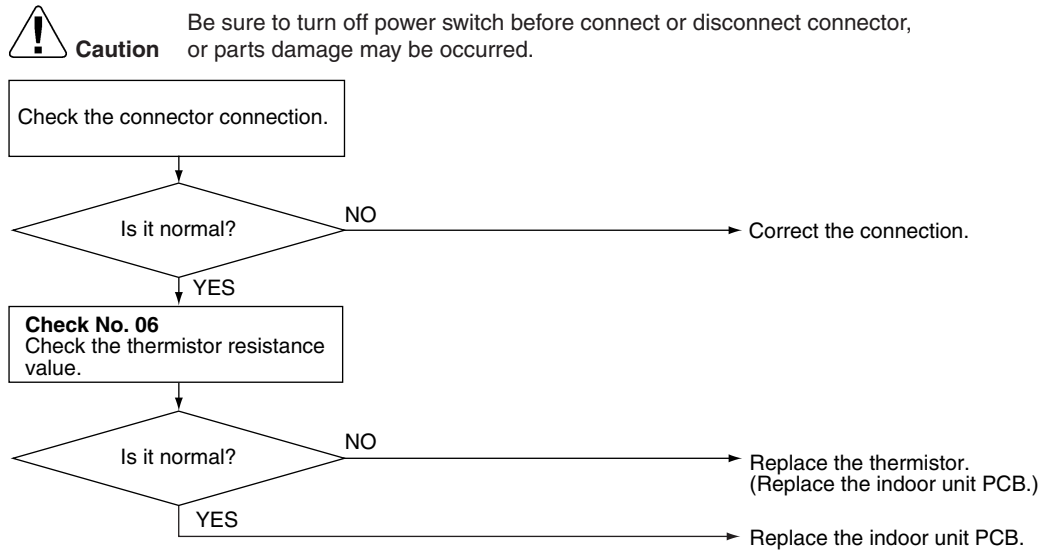 Be sure to turn off power switch before connect or disconnect connector,
Caution or parts damage may be occurred.
Check the connector connection.
Is it normal?
NO
Correct the connection.
YES
Check No. 06
Check the thermistor resistance
value.
Is it normal?
NO
Replace the thermistor.
(Replace the indoor unit PCB.)
YES
Replace the indoor unit PCB.